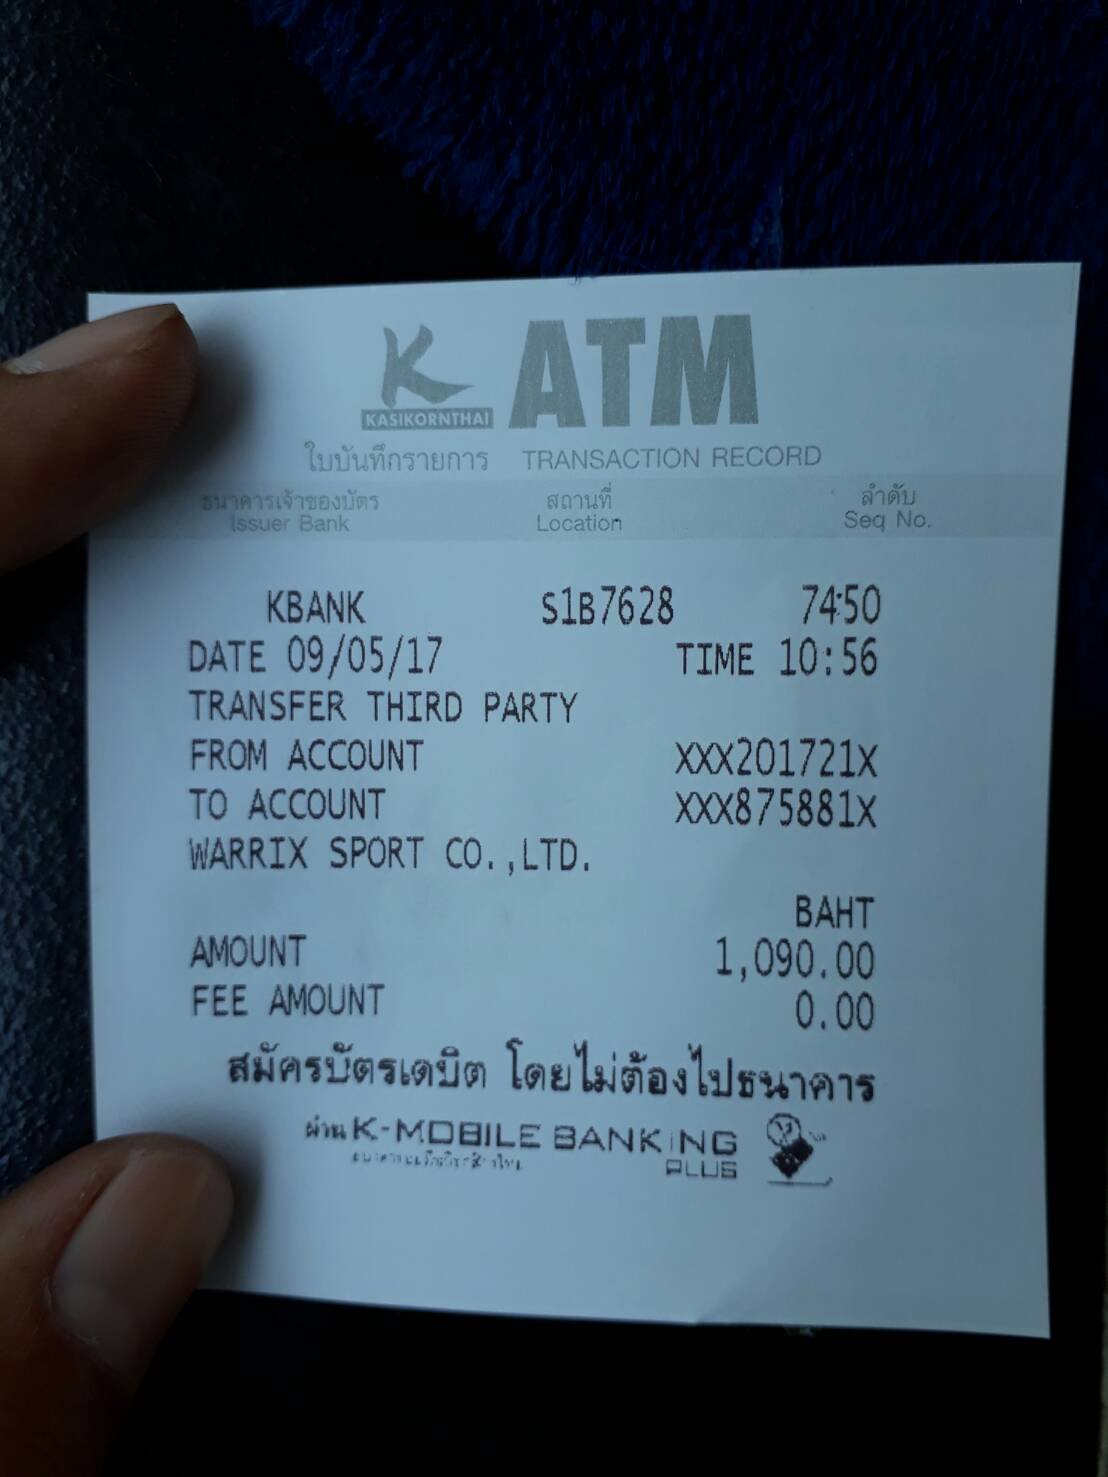 K ATM
KASIKORNTHAI
ใบบันทึกรายการ TRANSACTION RECORD
ธนาคารเจ้าของบัตร สถานที่ ลำดับ
Issuer Bank Location Seq No.
KBANK S1B7628 7450
DATE 09/05/17 TIME 10:56
TRANSFER THIRD PARTY
FROM ACCOUNT XXX201721X
TO ACCOUNT XXX875881X
WARRIX SPORT CO.,LTD.
BAHT
AMOUNT 1,090.00
FEE AMOUNT 0.00
สมัครบัตรเดบิต โดยไม่ต้องไปธนาคาร
ผ่าน K-MOBILE BANKING
PLUS